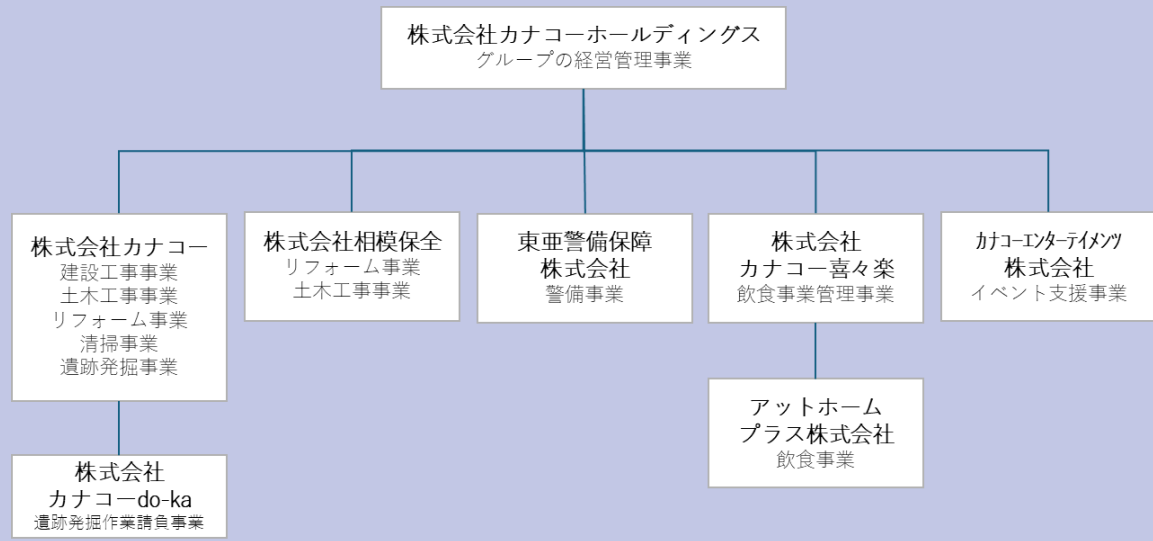 株式会社カナコーホールディングス
グループの経営管理事業
株式会社カナコー
建設工事事業
土木工事事業
リフォーム事業
清掃事業
遺跡発掘事業
株式会社相模保全
リフォーム事業
土木工事事業
東亜警備保障
株式会社
警備事業
株式会社
カナコー喜々楽
飲食事業管理事業
ｶﾅｺｰｴﾝﾀｰﾃｲﾒﾝﾂ
株式会社
イベント支援事業
アットホーム
プラス株式会社
飲食事業
株式会社
カナコーdo-ka
遺跡発掘作業請負事業